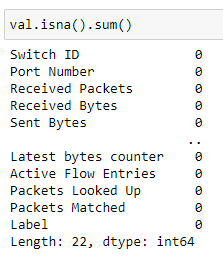 val.isna().sum()
Switch ID 0
Port Number 0
Received Packets 0
Received Bytes 0
Sent Bytes 0
..
Latest bytes counter 0
Active Flow Entries 0
Packets Looked Up 0
Packets Matched 0
Label 0
Length: 22, dtype: int64